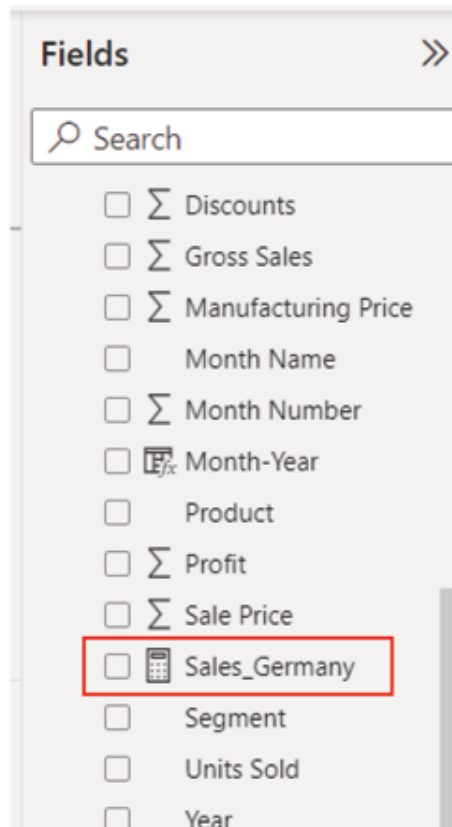 Fields
Search
Discounts
Gross Sales
Manufacturing Price
Month Name
Month Number
Month-Year
Product
Profit
Sale Price
Sales_Germany
Segment
Units Sold
Year